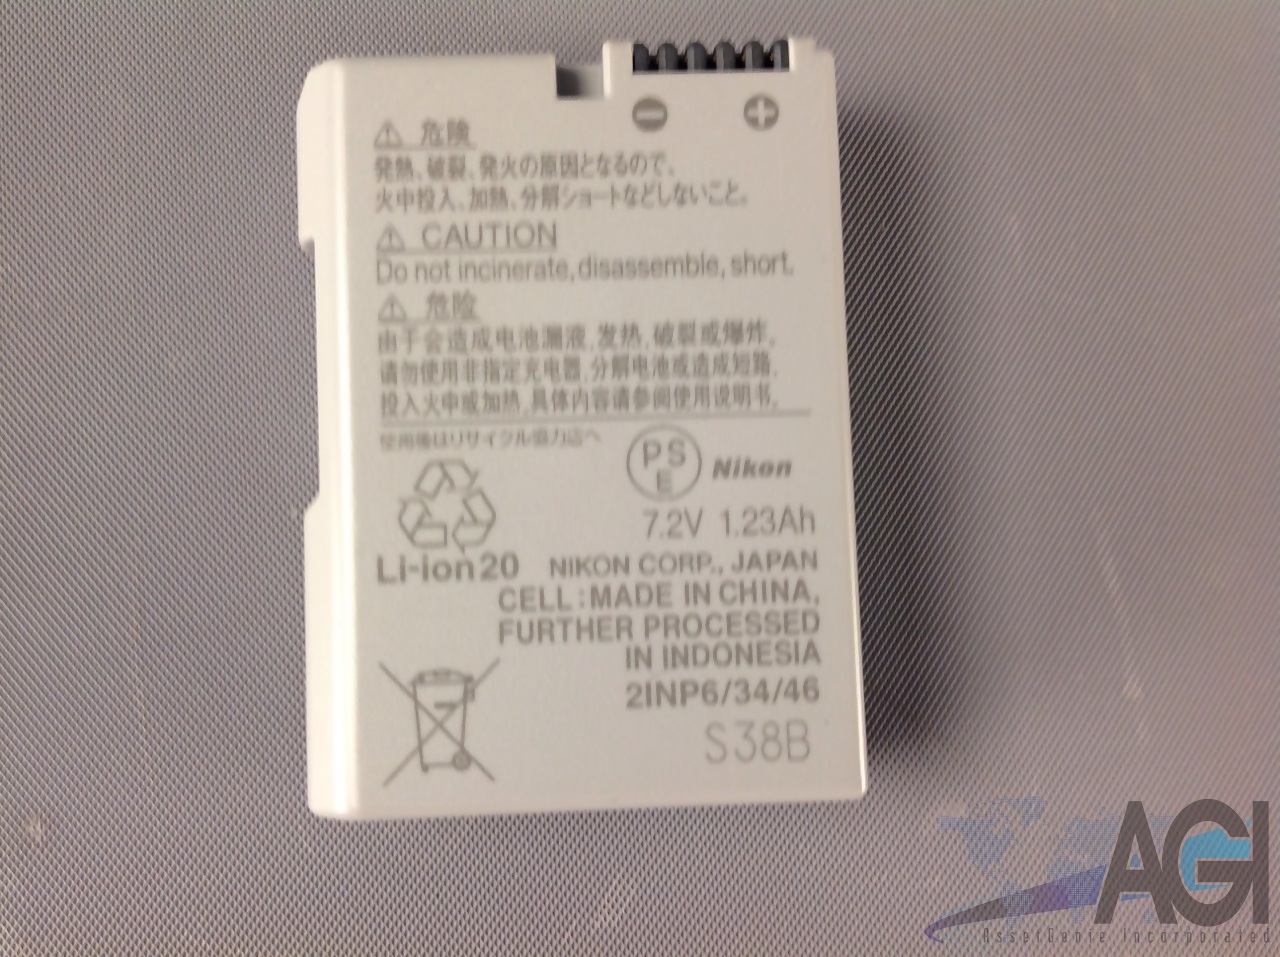 ⚠ 危険
発熱、破裂、発火の原因となるので、
火中投入、加熱、分解ショートなどしないこと。
⚠ CAUTION
Do not incinerate, disassemble, short.
⚠ 危险
由于会造成电池漏液,发热,破裂或爆炸,
请勿使用非指定充电器,分解电池或造成短路,
投入火中或加热,具体内容请参阅使用说明书,
使用後はリサイクル協力店へ
PS
E
Nikon
7.2V 1.23Ah
Li-ion20
NIKON CORP., JAPAN
CELL:MADE IN CHINA,
FURTHER PROCESSED
IN INDONESIA
2INP6/34/46
S38B
AGI
AssetGenie Incorporated